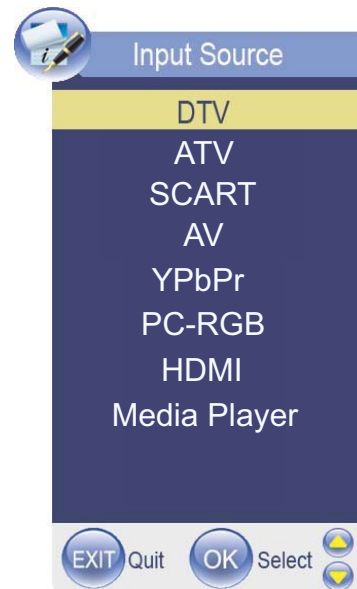 Input Source
DTV
ATV
SCART
AV
YPbPr
PC-RGB
HDMI
Media Player
EXIT Quit OK Select